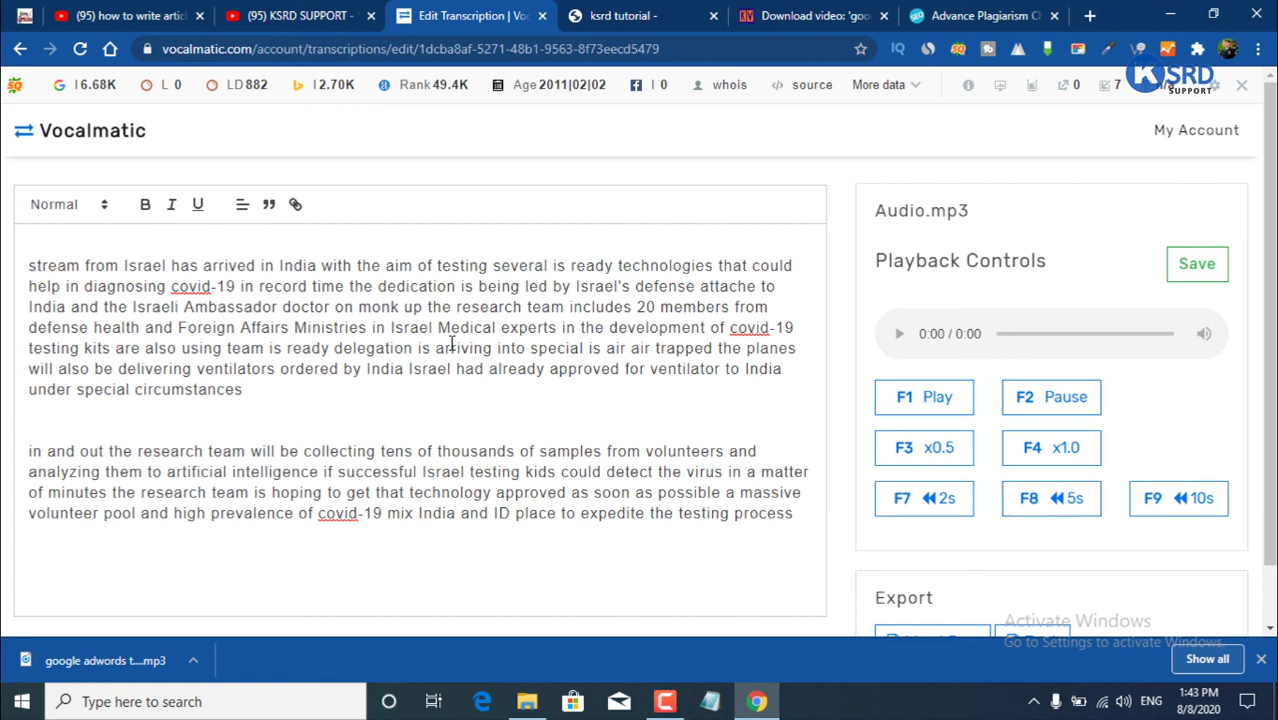 (95) how to write artic
(95) KSRD SUPPORT -
Edit Transcription | Voc
ksrd tutorial -
Download video: 'goo
Advance Plagiarism C
vocalmatic.com/account/transcriptions/edit/1dcba8af-5271-48b1-9563-8f73eecd5479
I 6.68K L 0 LD 882 I 2.70K Rank 49.4K Age 2011|02|02 I 0 whois source More data 0 7 n/a
KSRD
SUPPORT
Vocalmatic
My Account
Normal B I U
Audio.mp3
Playback Controls Save
stream from Israel has arrived in India with the aim of testing several is ready technologies that could
help in diagnosing covid-19 in record time the dedication is being led by Israel's defense attache to
India and the Israeli Ambassador doctor on monk up the research team includes 20 members from
defense health and Foreign Affairs Ministries in Israel Medical experts in the development of covid-19
testing kits are also using team is ready delegation is arriving into special is air air trapped the planes
will also be delivering ventilators ordered by India Israel had already approved for ventilator to India
under special circumstances
in and out the research team will be collecting tens of thousands of samples from volunteers and
analyzing them to artificial intelligence if successful Israel testing kids could detect the virus in a matter
of minutes the research team is hoping to get that technology approved as soon as possible a massive
volunteer pool and high prevalence of covid-19 mix India and ID place to expedite the testing process
0:00 / 0:00
F1 Play F2 Pause
F3 x0.5 F4 x1.0
F7 2s F8 5s F9 10s
Export
Activate Windows
Go to Settings to activate Windows.
google adwords t....mp3
Show all
Type here to search
ENG
1:43 PM
8/8/2020